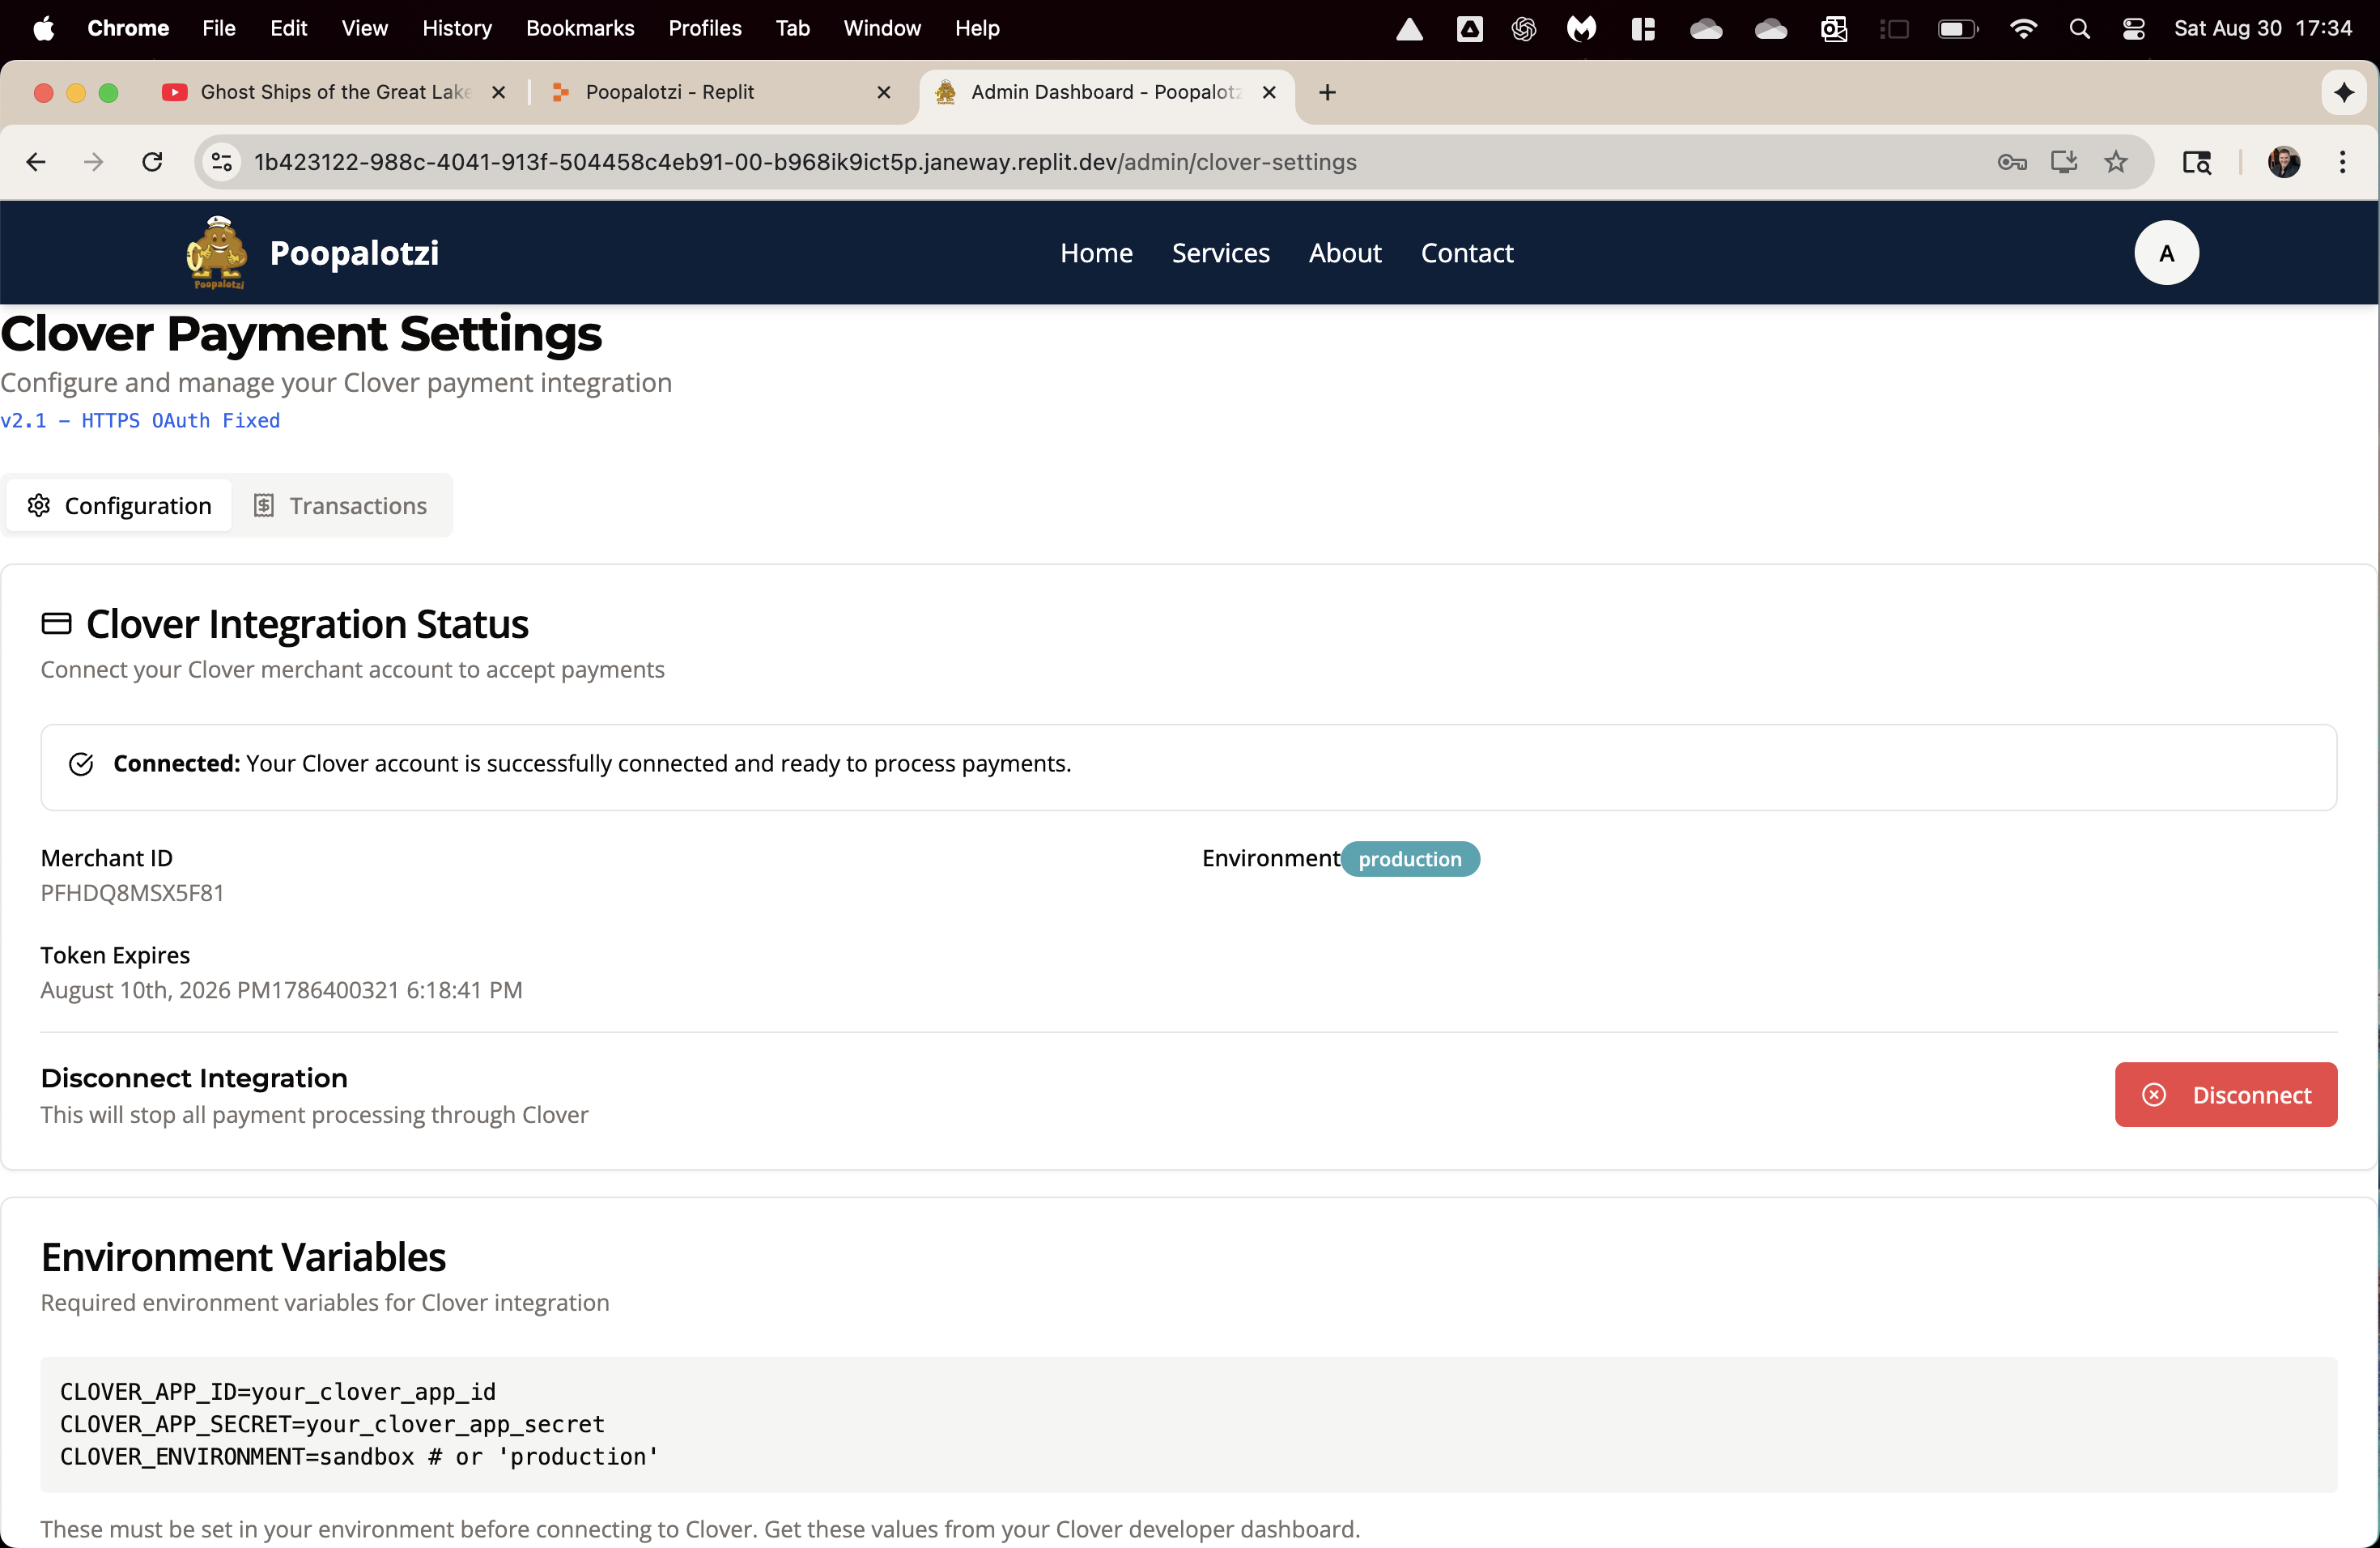 Chrome File Edit View History Bookmarks Profiles Tab Window Help Sat Aug 30 17:34
Ghost Ships of the Great Lake Poopalotzi - Replit Admin Dashboard - Poopalotz
1b423122-988c-4041-913f-504458c4eb91-00-b968ik9ict5p.janeway.replit.dev/admin/clover-settings
Poopalotzi
Poopalotzi Home Services About Contact A
Clover Payment Settings
Configure and manage your Clover payment integration
v2.1 – HTTPS OAuth Fixed
Configuration Transactions
Clover Integration Status
Connect your Clover merchant account to accept payments
Connected: Your Clover account is successfully connected and ready to process payments.
Merchant ID Environment production
PFHDQ8MSX5F81
Token Expires
August 10th, 2026 PM1786400321 6:18:41 PM
Disconnect Integration
This will stop all payment processing through Clover
Disconnect
Environment Variables
Required environment variables for Clover integration
CLOVER_APP_ID=your_clover_app_id
CLOVER_APP_SECRET=your_clover_app_secret
CLOVER_ENVIRONMENT=sandbox # or 'production'
These must be set in your environment before connecting to Clover. Get these values from your Clover developer dashboard.